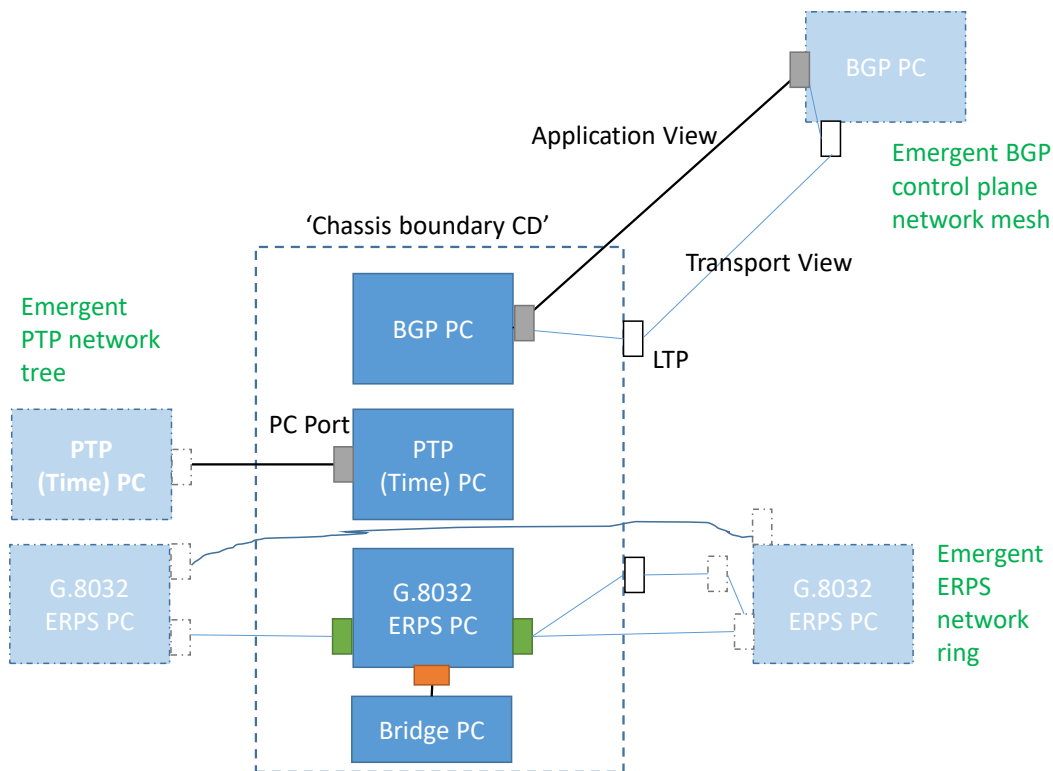 BGP PC
Application View
Emergent BGP
control plane
network mesh
‘Chassis boundary CD’
Transport View
Emergent
PTP network
tree
BGP PC
LTP
PC Port
PTP
(Time) PC
PTP
(Time) PC
G.8032
ERPS PC
G.8032
ERPS PC
G.8032
ERPS PC
Emergent
ERPS
network
ring
Bridge PC